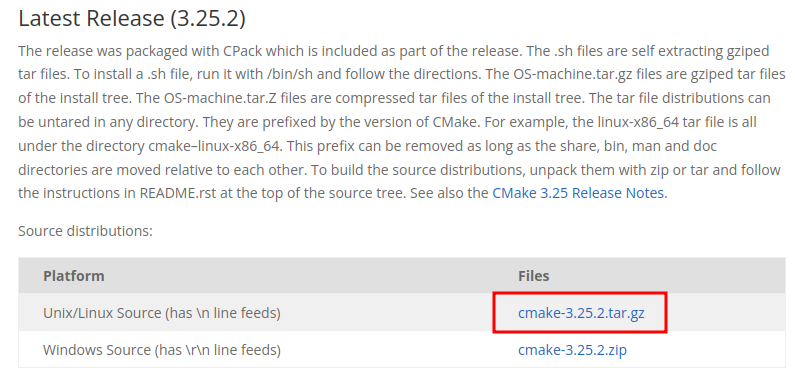 Latest Release (3.25.2)
The release was packaged with CPack which is included as part of the release. The .sh files are self extracting gziped
tar files. To install a .sh file, run it with /bin/sh and follow the directions. The OS-machine.tar.gz files are gziped tar files
of the install tree. The OS-machine.tar.Z files are compressed tar files of the install tree. The tar file distributions can
be untared in any directory. They are prefixed by the version of CMake. For example, the linux-x86_64 tar file is all
under the directory cmake–linux-x86_64. This prefix can be removed as long as the share, bin, man and doc
directories are moved relative to each other. To build the source distributions, unpack them with zip or tar and follow
the instructions in README.rst at the top of the source tree. See also the CMake 3.25 Release Notes.
Source distributions:
Platform Files
Unix/Linux Source (has \n line feeds) cmake-3.25.2.tar.gz
Windows Source (has \r\n line feeds) cmake-3.25.2.zip